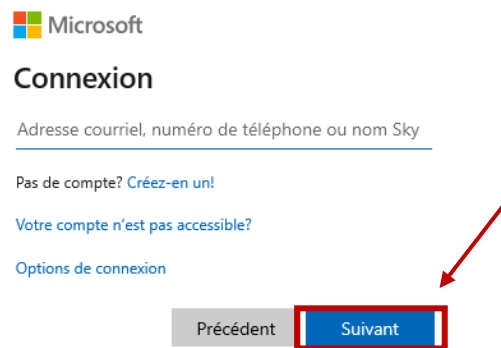 Microsoft
Connexion
Adresse courriel, numéro de téléphone ou nom Sky
Pas de compte? Créez-en un!
Votre compte n'est pas accessible?
Options de connexion
Précédent Suivant